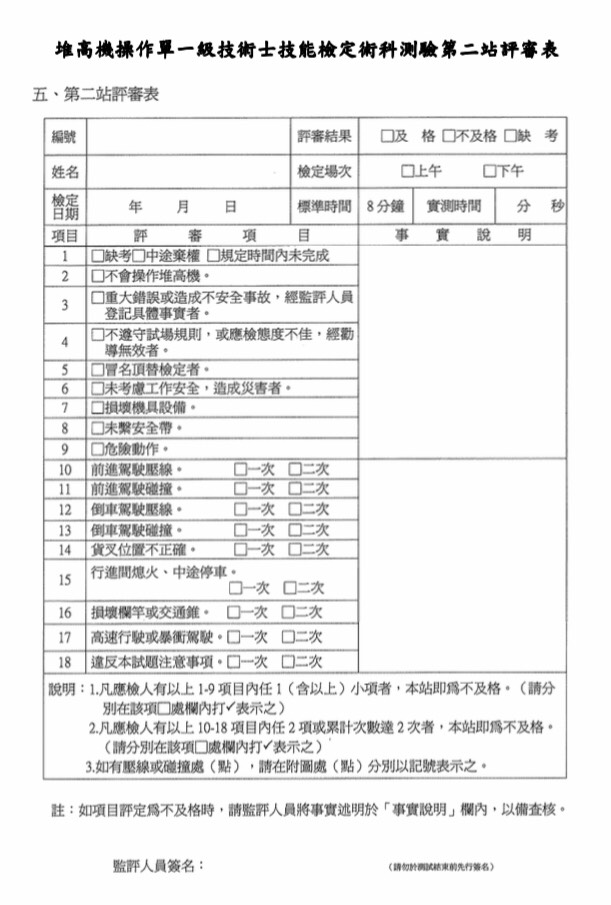 堆高機操作單一級技術士技能檢定術科測驗第二站評審表
五、第二站評審表
編號 評審結果 □及 格 □不及格 □缺 考
姓名 檢定場次 □上午 □下午
檢定日期 年 月 日 標準時間 8分鐘 實測時間 分 秒
項目 評 審 項 目 事 實 說 明
1 □缺考□中途棄權 □規定時間內未完成
2 □不會操作堆高機。
3 □重大錯誤或造成不安全事故，經監評人員
登記具體事實者。
4 □不遵守試場規則，或應檢態度不佳，經勸
導無效者。
5 □冒名頂替檢定者。
6 □未考慮工作安全，造成災害者。
7 □損壞機具設備。
8 □未繫安全帶。
9 □危險動作。
10 前進駕駛壓線。 □一次 □二次
11 前進駕駛碰撞。 □一次 □二次
12 倒車駕駛壓線。 □一次 □二次
13 倒車駕駛碰撞。 □一次 □二次
14 貨叉位置不正確。 □一次 □二次
15 行進間熄火、中途停車。
□一次 □二次
16 損壞欄竿或交通錐。 □一次 □二次
17 高速行駛或暴衝駕駛。□一次 □二次
18 違反本試題注意事項。□一次 □二次
說明：1.凡應檢人有以上 1-9 項目內任 1（含以上）小項者，本站即為不及格。（請分
別在該項□處欄內打✓表示之）
2.凡應檢人有以上 10-18 項目內任 2 項或累計次數達 2 次者，本站即為不及格。
（請分別在該項□處欄內打✓表示之）
3.如有壓線或碰撞處（點），請在附圖處（點）分別以記號表示之。
註：如項目評定為不及格時，請監評人員將事實述明於「事實說明」欄內，以備查核。
監評人員簽名： （請勿於測試結束前先行簽名）